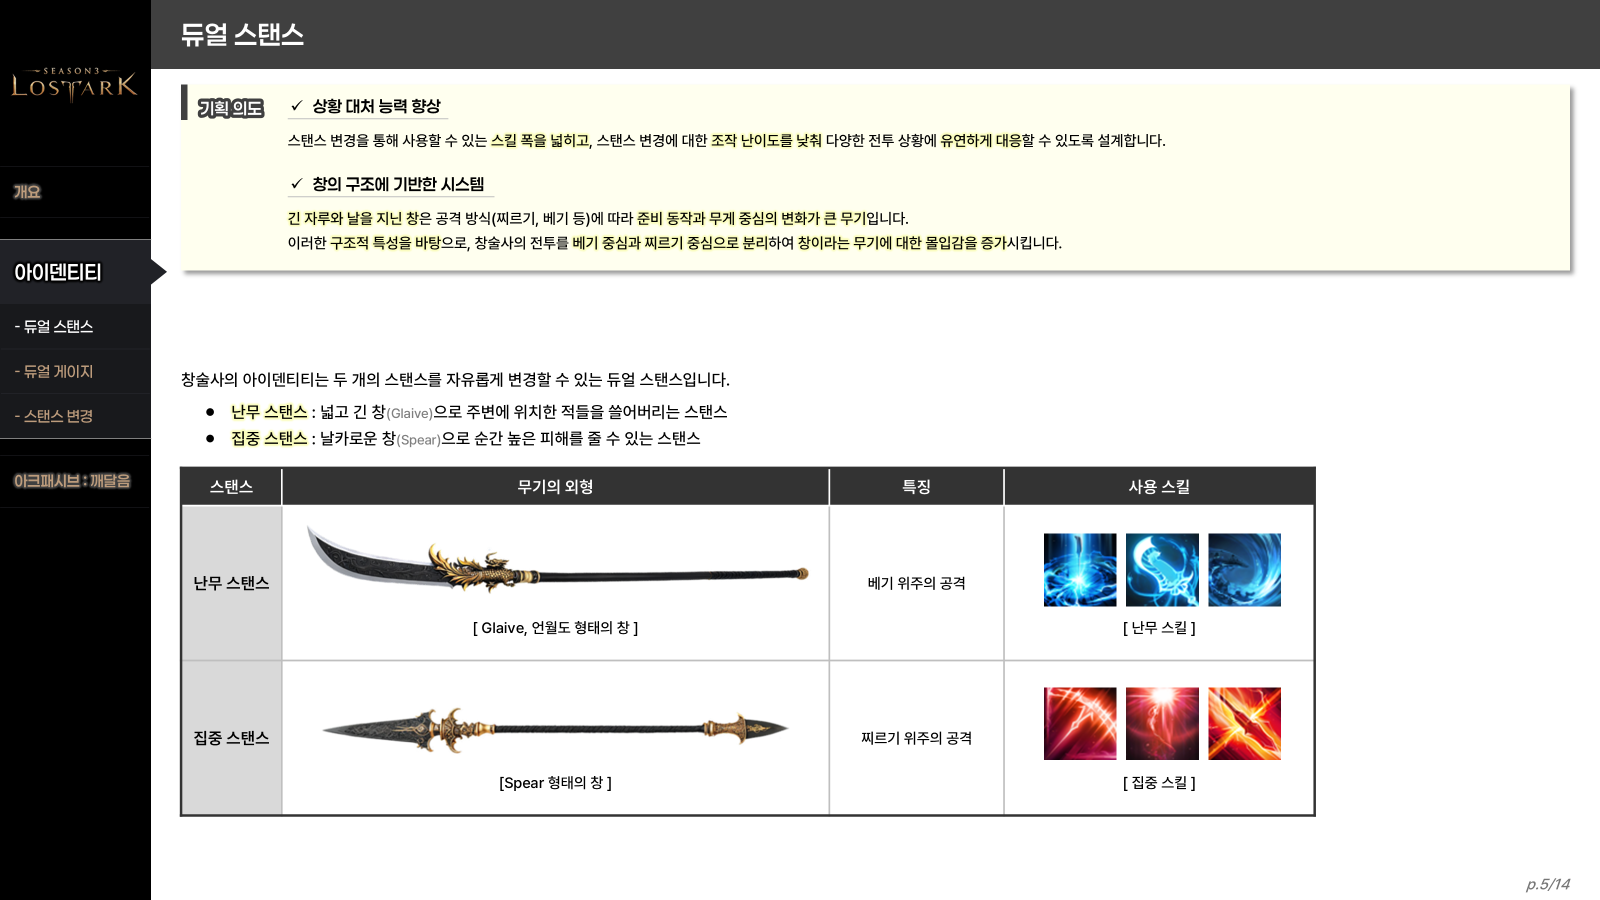 듀얼 스탠스
SEASON3
LOSTARK
개요
아이덴티티
- 듀얼 스탠스
- 듀얼 게이지
- 스탠스 변경
아크패시브 : 깨달음
기획 의도
✓ 상황 대처 능력 향상
스탠스 변경을 통해 사용할 수 있는 스킬 폭을 넓히고, 스탠스 변경에 대한 조작 난이도를 낮춰 다양한 전투 상황에 유연하게 대응할 수 있도록 설계합니다.
✓ 창의 구조에 기반한 시스템
긴 자루와 날을 지닌 창은 공격 방식(찌르기, 베기 등)에 따라 준비 동작과 무게 중심의 변화가 큰 무기입니다.
이러한 구조적 특성을 바탕으로, 창술사의 전투를 베기 중심과 찌르기 중심으로 분리하여 창이라는 무기에 대한 몰입감을 증가시킵니다.
창술사의 아이덴티티는 두 개의 스탠스를 자유롭게 변경할 수 있는 듀얼 스탠스입니다.
● 난무 스탠스 : 넓고 긴 창(Glaive)으로 주변에 위치한 적들을 쓸어버리는 스탠스
● 집중 스탠스 : 날카로운 창(Spear)으로 순간 높은 피해를 줄 수 있는 스탠스
스탠스 무기의 외형 특징 사용 스킬
난무 스탠스 베기 위주의 공격
[ Glaive, 언월도 형태의 창 ] [ 난무 스킬 ]
집중 스탠스 찌르기 위주의 공격
[Spear 형태의 창 ] [ 집중 스킬 ]
p.5/14